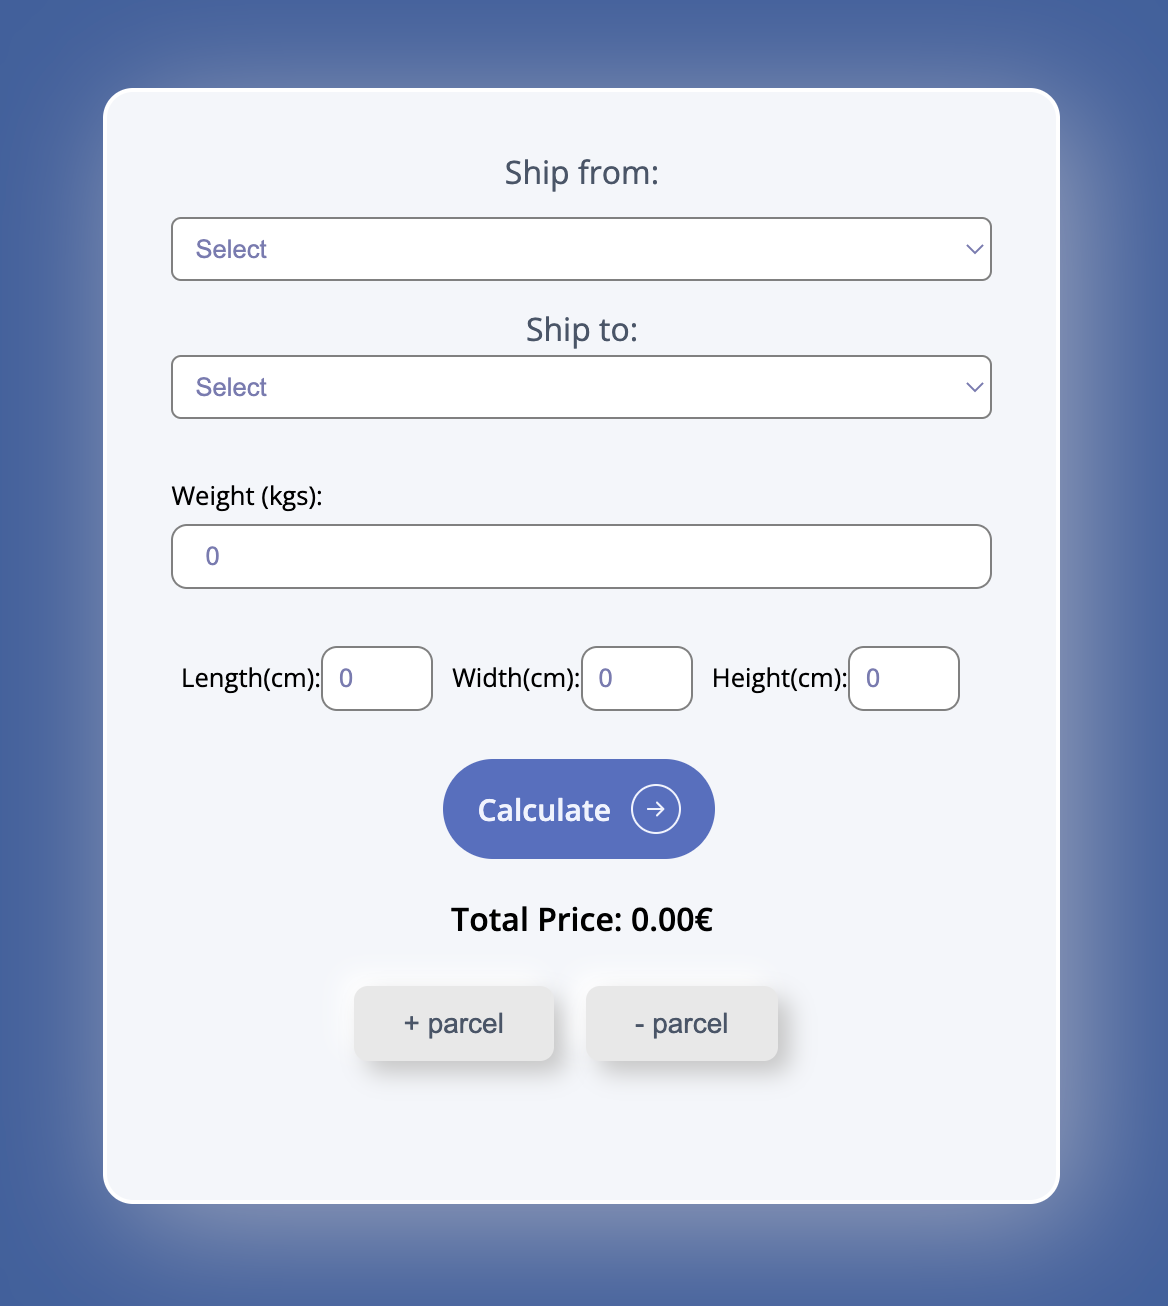 Ship from:
Select
Ship to:
Select
Weight (kgs):
0
Length(cm): 0 Width(cm): 0 Height(cm): 0
Calculate
Total Price: 0.00€
+ parcel - parcel